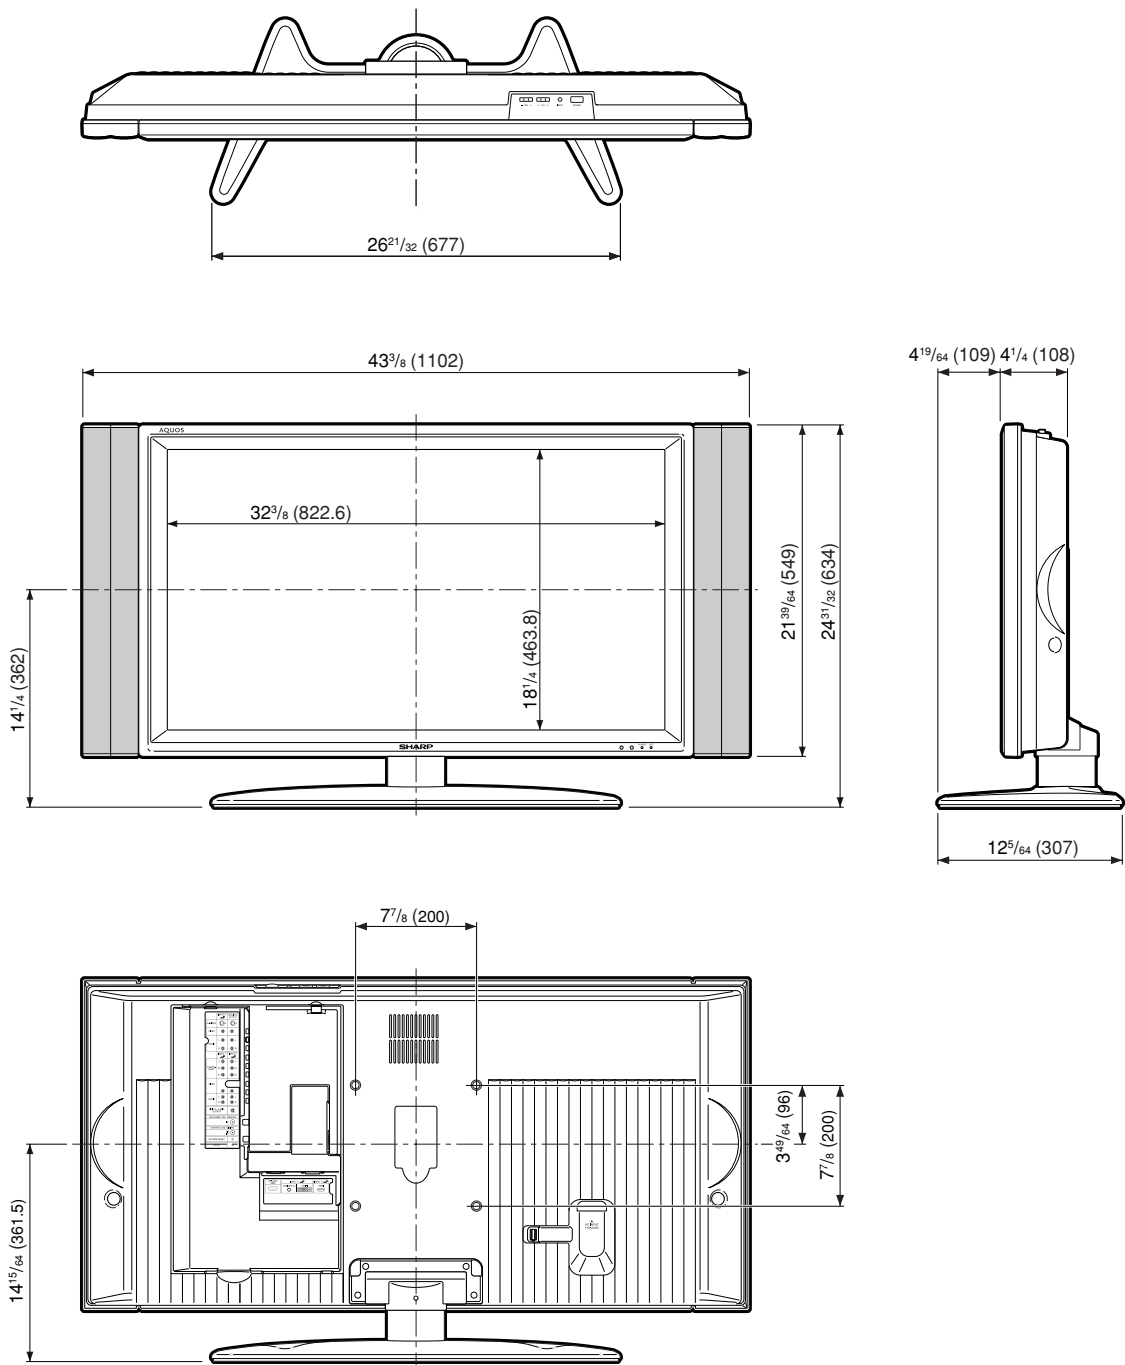 26 21/32 (677)
43 3/8 (1102)
4 19/64 (109) 4 1/4 (108)
AQUOS
32 3/8 (822.6)
18 1/4 (463.8)
21 39/64 (549)
24 31/32 (634)
14 1/4 (362)
SHARP
12 5/64 (307)
7 7/8 (200)
3 49/64 (96)
7 7/8 (200)
14 15/64 (361.5)
AC INPUT